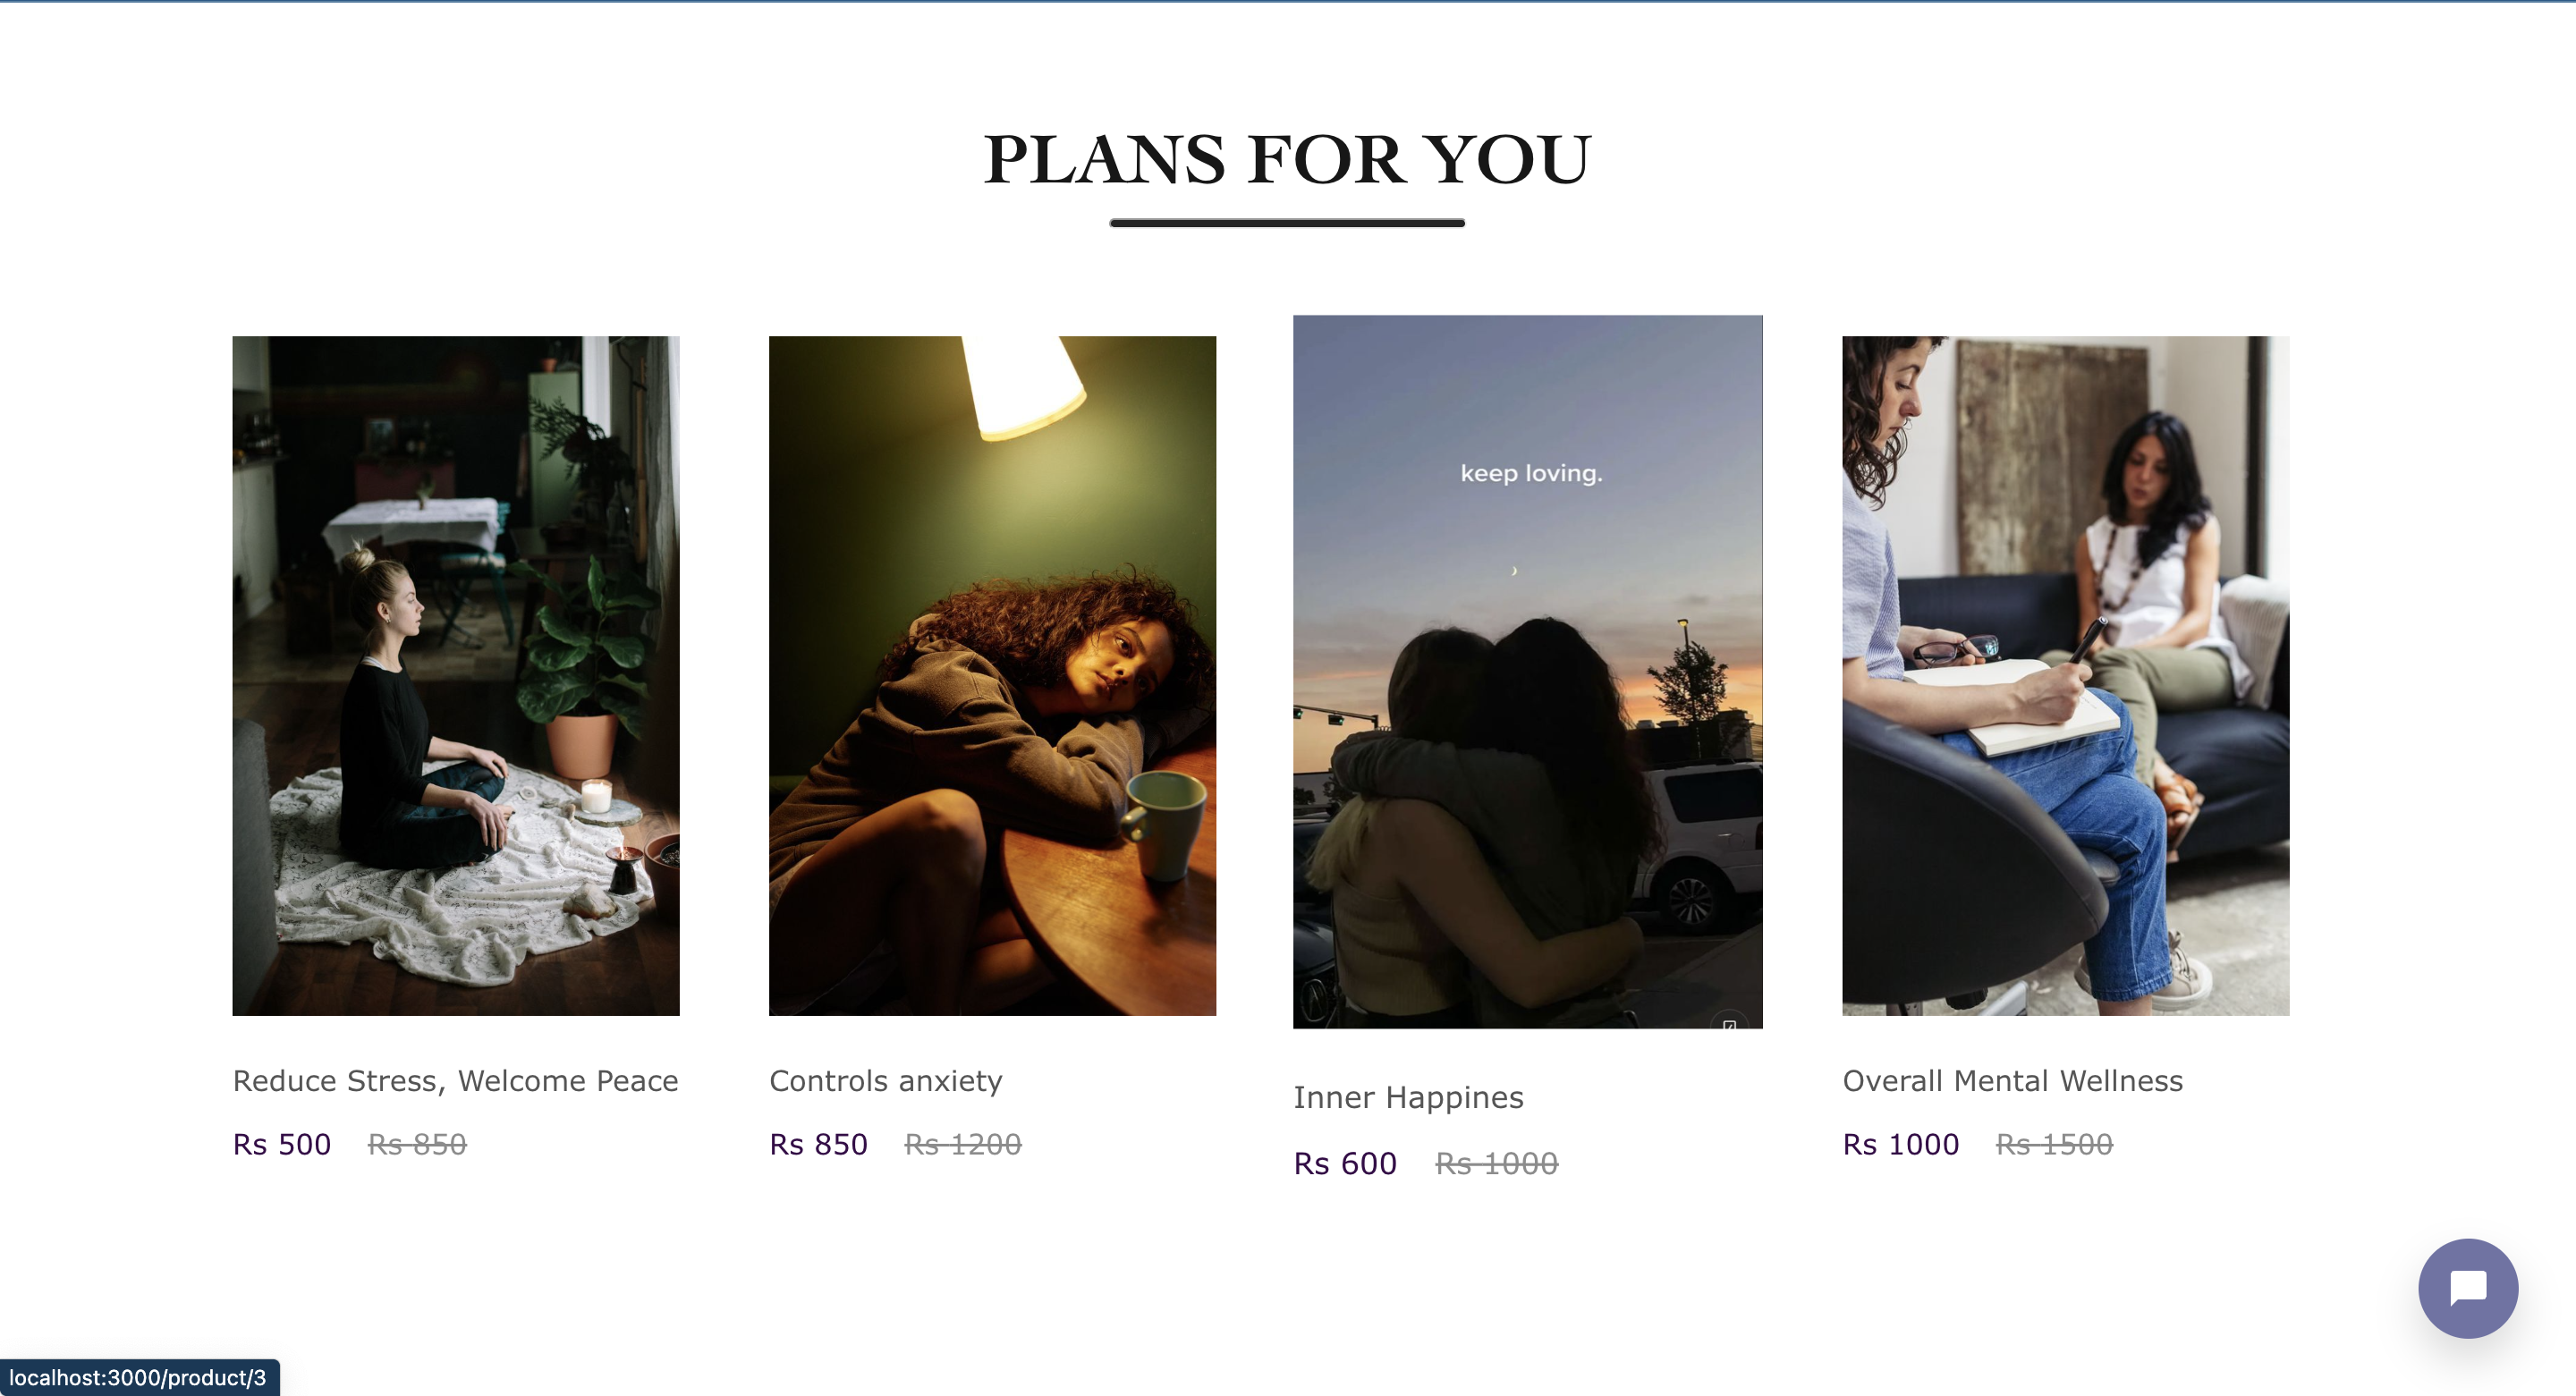 PLANS FOR YOU
keep loving.
Reduce Stress, Welcome Peace
Rs 500 Rs 850
Controls anxiety
Rs 850 Rs 1200
Inner Happines
Rs 600 Rs 1000
Overall Mental Wellness
Rs 1000 Rs 1500
localhost:3000/product/3